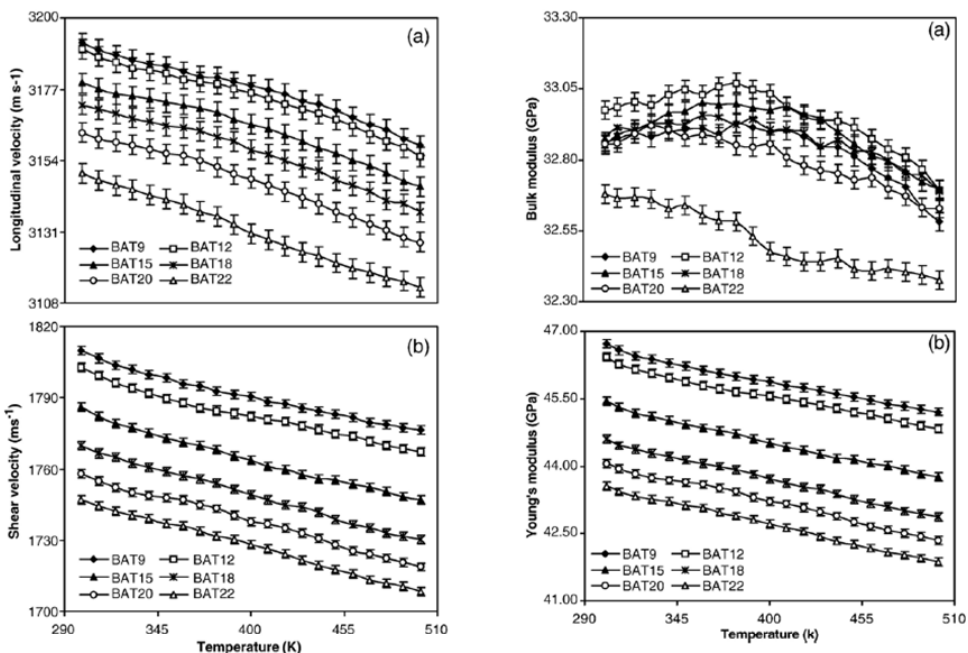 3200
3177
3154
3131
3108
Longitudinal velocity (m s-1)
(a)
BAT9 BAT12
BAT15 BAT18
BAT20 BAT22
1820
1790
1760
1730
1700
Shear velocity (ms-1)
(b)
BAT9 BAT12
BAT15 BAT18
BAT20 BAT22
290 345 400 455 510
Temperature (K)
33.30
33.05
32.80
32.55
32.30
Bulk modulus (GPa)
(a)
BAT9 BAT12
BAT15 BAT18
BAT20 BAT22
47.00
45.50
44.00
42.50
41.00
Young's modulus (GPa)
(b)
BAT9 BAT12
BAT15 BAT18
BAT20 BAT22
290 345 400 455 510
Temperature (k)